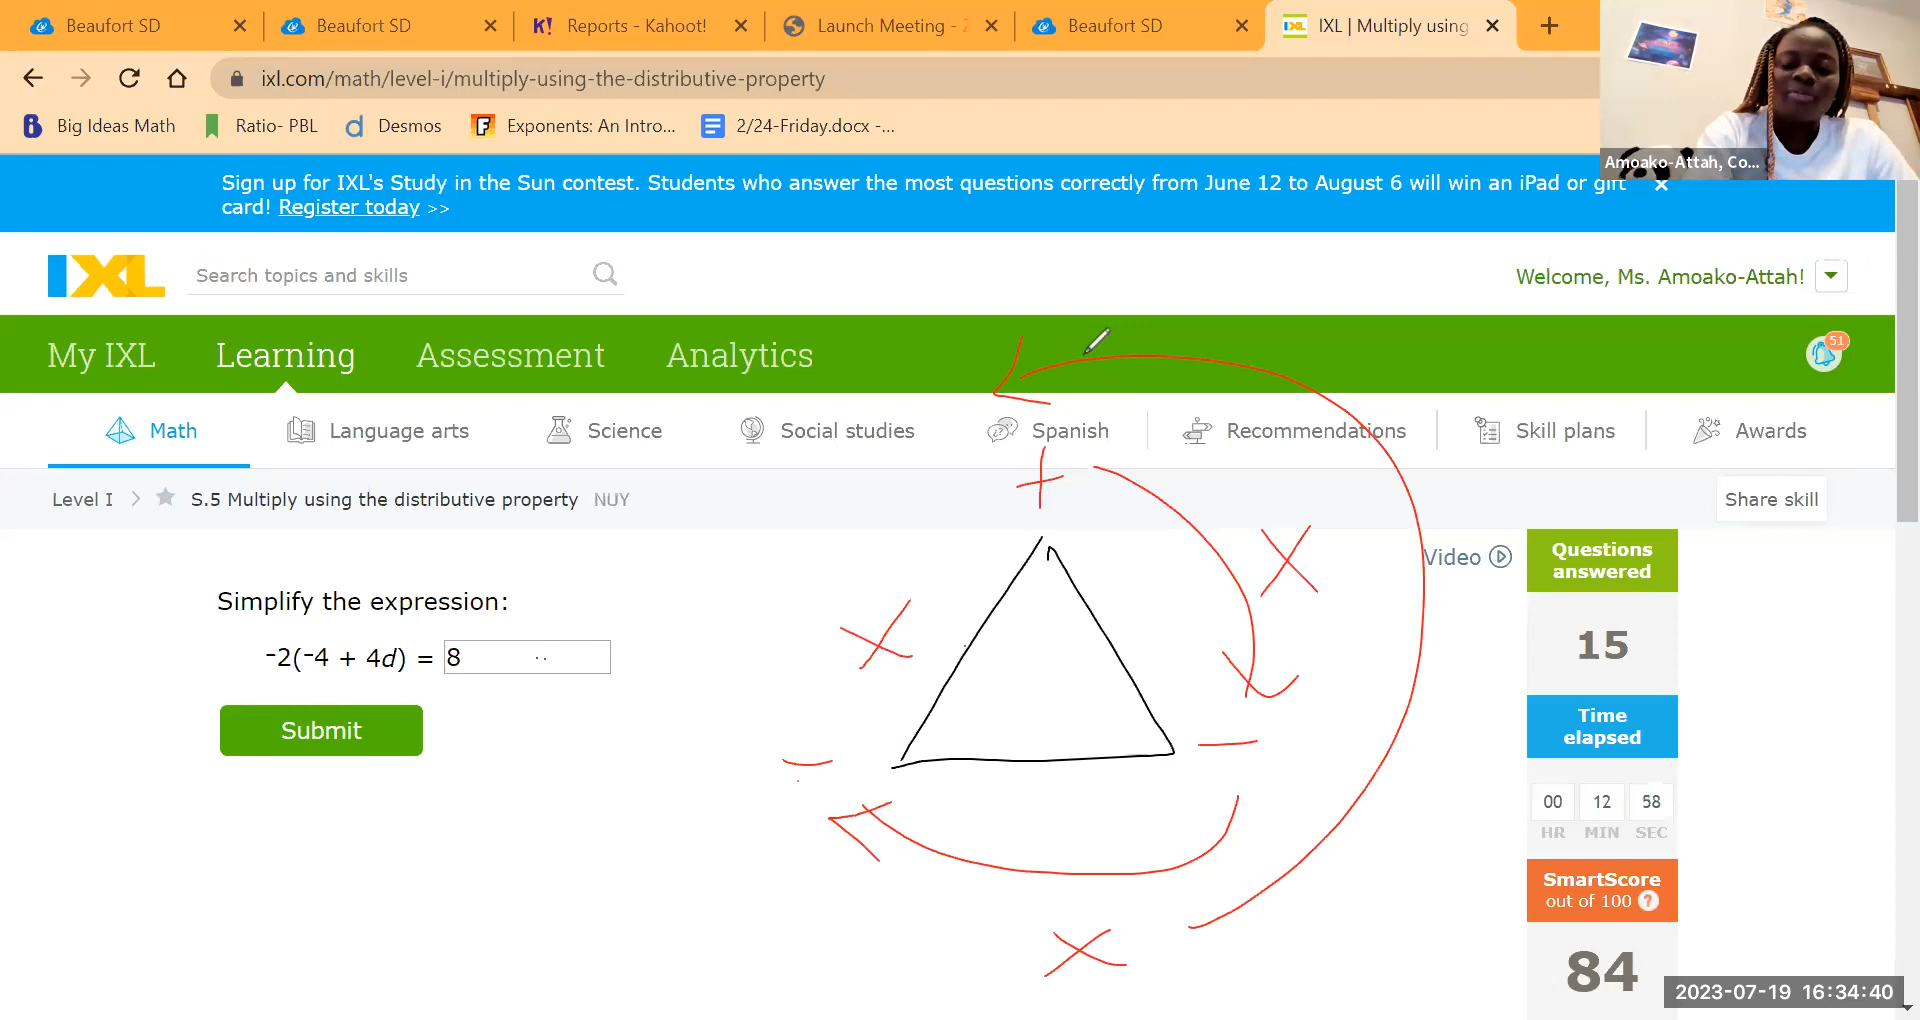 Beaufort SD
Beaufort SD
K! Reports - Kahoot!
Launch Meeting - Z
Beaufort SD
IXL IXL | Multiply using
ixl.com/math/level-i/multiply-using-the-distributive-property
Big Ideas Math
Ratio- PBL
d Desmos
F Exponents: An Intro...
2/24-Friday.docx -...
Amoako-Attah, Co...
Sign up for IXL's Study in the Sun contest. Students who answer the most questions correctly from June 12 to August 6 will win an iPad or gift
card! Register today >>
IXL
Search topics and skills
Welcome, Ms. Amoako-Attah!
My IXL Learning Assessment Analytics
51
Math Language arts Science Social studies Spanish Recommendations Skill plans Awards
Level I > S.5 Multiply using the distributive property NUY
Share skill
+
Video
Questions
answered
Simplify the expression:
X
X
15
-2(-4 + 4d) = 8
Submit
Time
elapsed
-
-
00 12 58
HR MIN SEC
SmartScore
out of 100 ?
X
84
2023-07-19 16:34:40